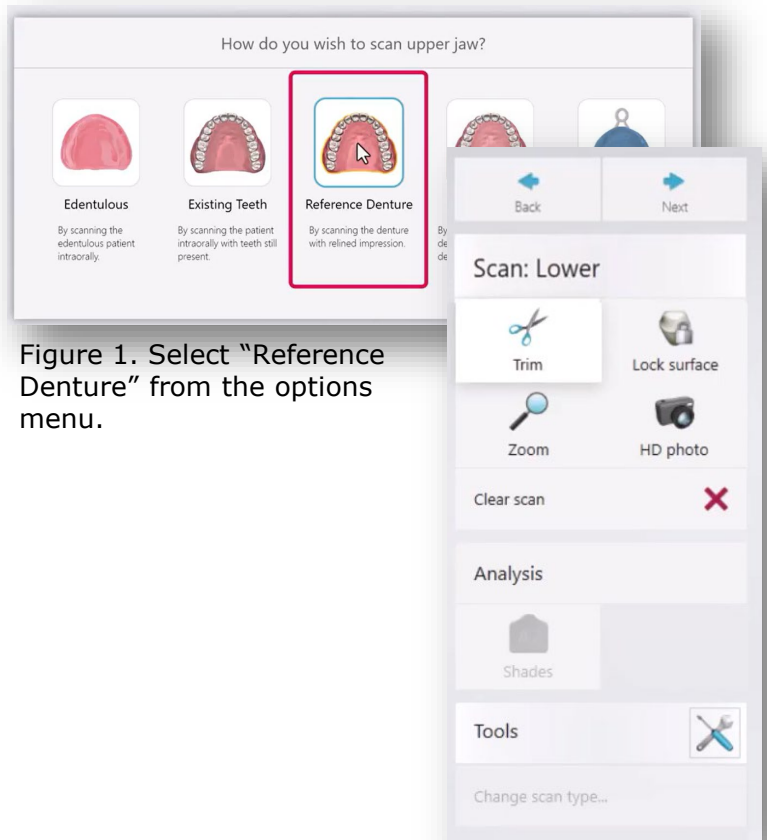 How do you wish to scan upper jaw?
Edentulous
By scanning the
edentulous patient
intraorally.
Existing Teeth
By scanning the patient
intraorally with teeth still
present.
Reference Denture
By scanning the denture
with relined impression.
By
de
de
Figure 1. Select “Reference
Denture” from the options
menu.
Back
Next
Scan: Lower
Trim
Lock surface
Zoom
HD photo
Clear scan
Analysis
Shades
Tools
Change scan type...